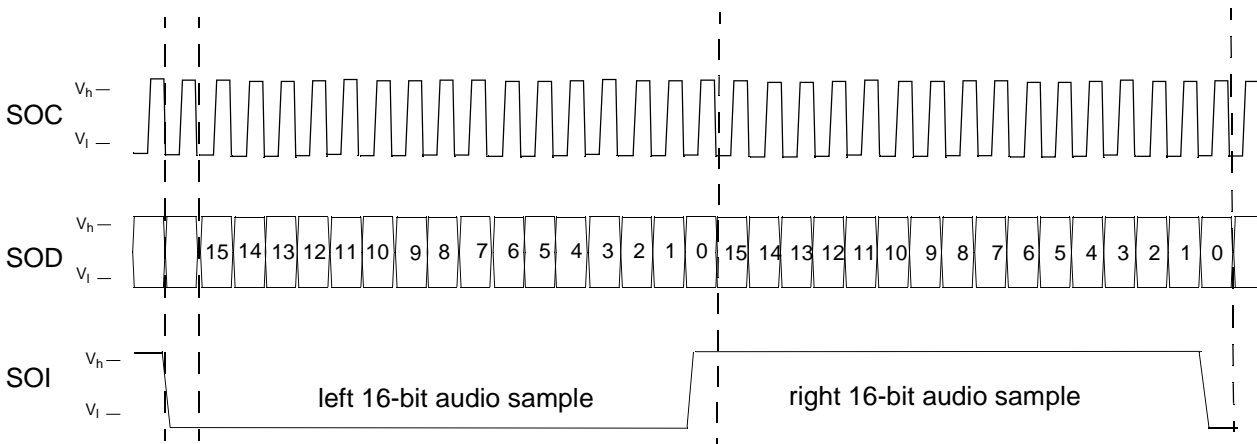 SOC
Vh
Vl
SOD
Vh
Vl
15 14 13 12 11 10 9 8 7 6 5 4 3 2 1 0 15 14 13 12 11 10 9 8 7 6 5 4 3 2 1 0
SOI
Vh
Vl
left 16-bit audio sample
right 16-bit audio sample